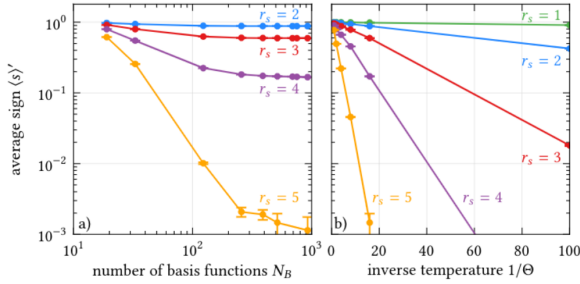 10⁰
10⁻¹
10⁻²
10⁻³
average sign ⟨s⟩′
r_s = 2
r_s = 3
r_s = 4
r_s = 5
a)
10¹
10²
10³
number of basis functions N_B
r_s = 1
r_s = 2
r_s = 3
r_s = 4
r_s = 5
b)
0 20 40 60 80 100
inverse temperature 1/Θ